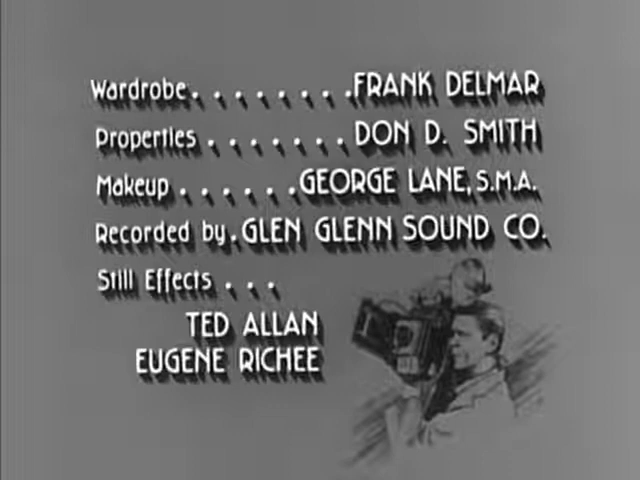 Wardrobe. . . . . . . .FRANK DELMAR
Properties . . . . . . .DON D. SMITH
Makeup . . . . . .GEORGE LANE, S.M.A.
Recorded by. GLEN GLENN SOUND CO.
Still Effects . . .
TED ALLAN
EUGENE RICHEE